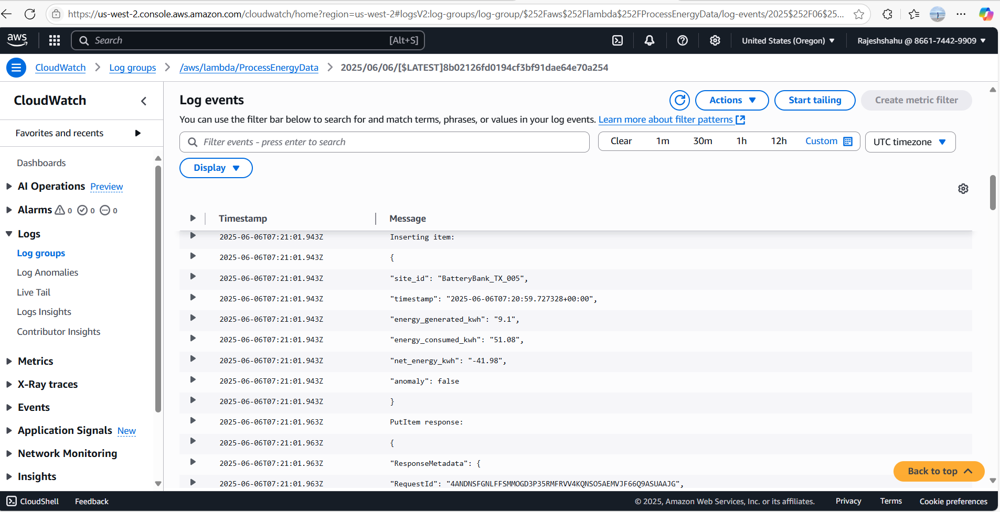 https://us-west-2.console.aws.amazon.com/cloudwatch/home?region=us-west-2#logsV2:log-groups/log-group/$252Faws$252Flambda$252FProcessEnergyData/log-events/2025$252F06$25...
aws
Search
[Alt+S]
United States (Oregon)
Rajeshshahu @ 8661-7442-9909
CloudWatch
Log groups
/aws/lambda/ProcessEnergyData
2025/06/06/[$LATEST]8b02126fd0194cf3bf91dae64e70a254
CloudWatch
Favorites and recents
Dashboards
AI Operations Preview
Alarms 0 0 0
Logs
Log groups
Log Anomalies
Live Tail
Logs Insights
Contributor Insights
Metrics
X-Ray traces
Events
Application Signals New
Network Monitoring
Insights
Log events
Actions
Start tailing
Create metric filter
You can use the filter bar below to search for and match terms, phrases, or values in your log events. Learn more about filter patterns
Filter events - press enter to search
Clear 1m 30m 1h 12h Custom
UTC timezone
Display
Timestamp Message
2025-06-06T07:21:01.943Z Inserting item:
2025-06-06T07:21:01.943Z {
2025-06-06T07:21:01.943Z "site_id": "BatteryBank_TX_005",
2025-06-06T07:21:01.943Z "timestamp": "2025-06-06T07:20:59.727328+00:00",
2025-06-06T07:21:01.943Z "energy_generated_kwh": "9.1",
2025-06-06T07:21:01.943Z "energy_consumed_kwh": "51.08",
2025-06-06T07:21:01.943Z "net_energy_kwh": "-41.98",
2025-06-06T07:21:01.943Z "anomaly": false
2025-06-06T07:21:01.943Z }
2025-06-06T07:21:01.963Z PutItem response:
2025-06-06T07:21:01.963Z {
2025-06-06T07:21:01.963Z "ResponseMetadata": {
2025-06-06T07:21:01.963Z "RequestId": "4ANDNSFGNLFFSMMOGD3P35RMFRVV4KQNSO5AEMVJF66Q9ASUAAJG",
Back to top
CloudShell
Feedback
© 2025, Amazon Web Services, Inc. or its affiliates.
Privacy
Terms
Cookie preferences